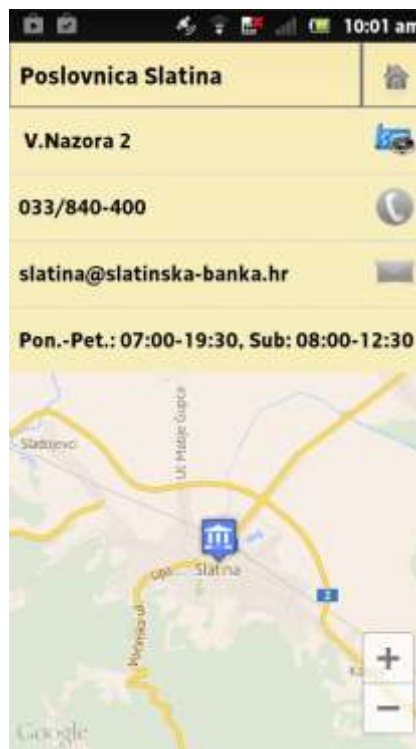 10:01 am
Poslovnica Slatina
V.Nazora 2
033/840-400
slatina@slatinska-banka.hr
Pon.-Pet.: 07:00-19:30, Sub: 08:00-12:30
Ul. Matije Gupca
Sladojevci
Slatina
2
+
−
Google